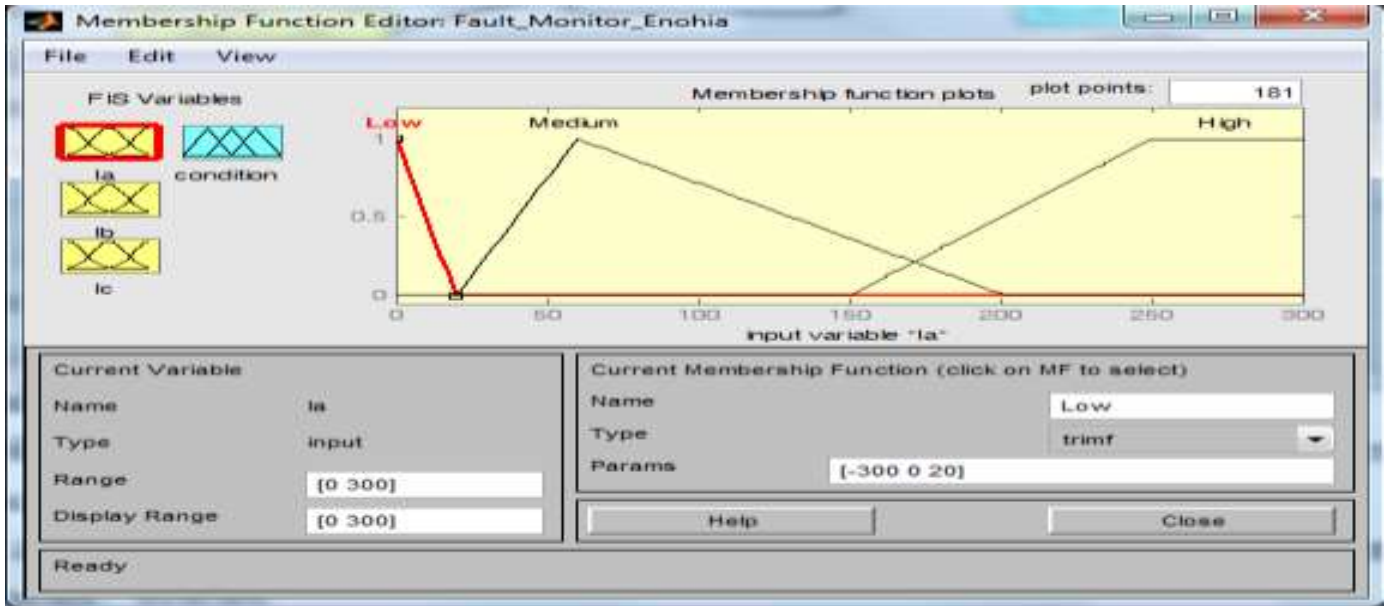 Membership Function Editor: Fault_Monitor_Enohia
File Edit View
FIS Variables
Membership function plots plot points: 181
Low Medium High
1
Ia condition
0.5
Ib
Ic
0
0 50 100 150 200 250 300
input variable "Ia"
Current Variable
Name Ia
Type input
Range [0 300]
Display Range [0 300]
Current Membership Function (click on MF to select)
Name Low
Type trimf
Params [-300 0 20]
Help Close
Ready